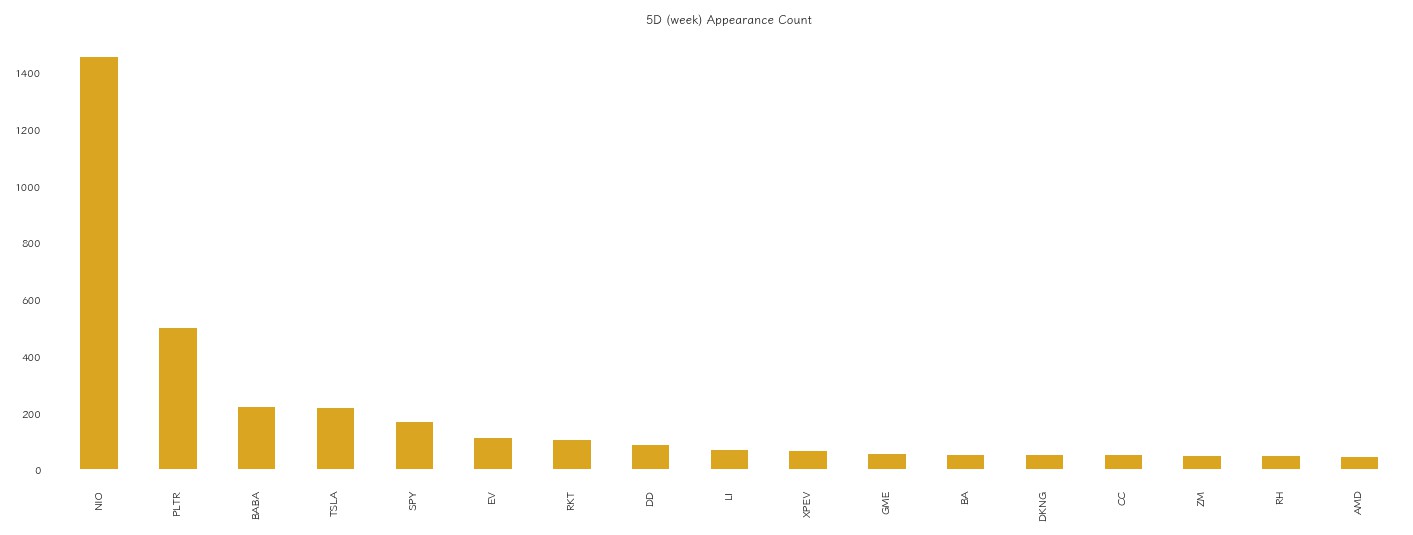 5D (week) Appearance Count
1400
1200
1000
800
600
400
200
0
NIO
PLTR
BABA
TSLA
SPY
EV
RKT
DD
LI
XPEV
GME
BA
DKNG
CC
ZM
RH
AMD